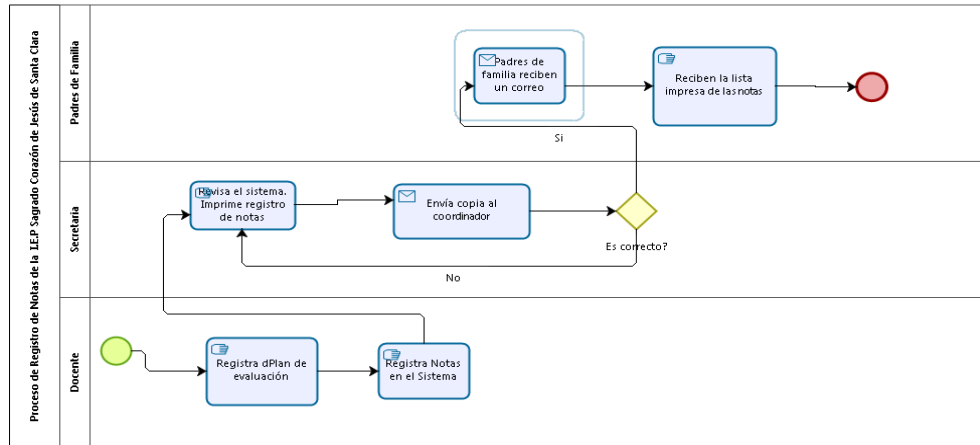 Proceso de Registro de Notas de la I.E.P Sagrado Corazón de Jesús de Santa Clara
Padres de Familia
Padres de
familia reciben
un correo
Reciben la lista
impresa de las notas
Si
Secretaria
Revisa el sistema.
Imprime registro
de notas
Envía copia al
coordinador
Es correcto?
No
Docente
Registra dPlan de
evaluación
Registra Notas
en el Sistema